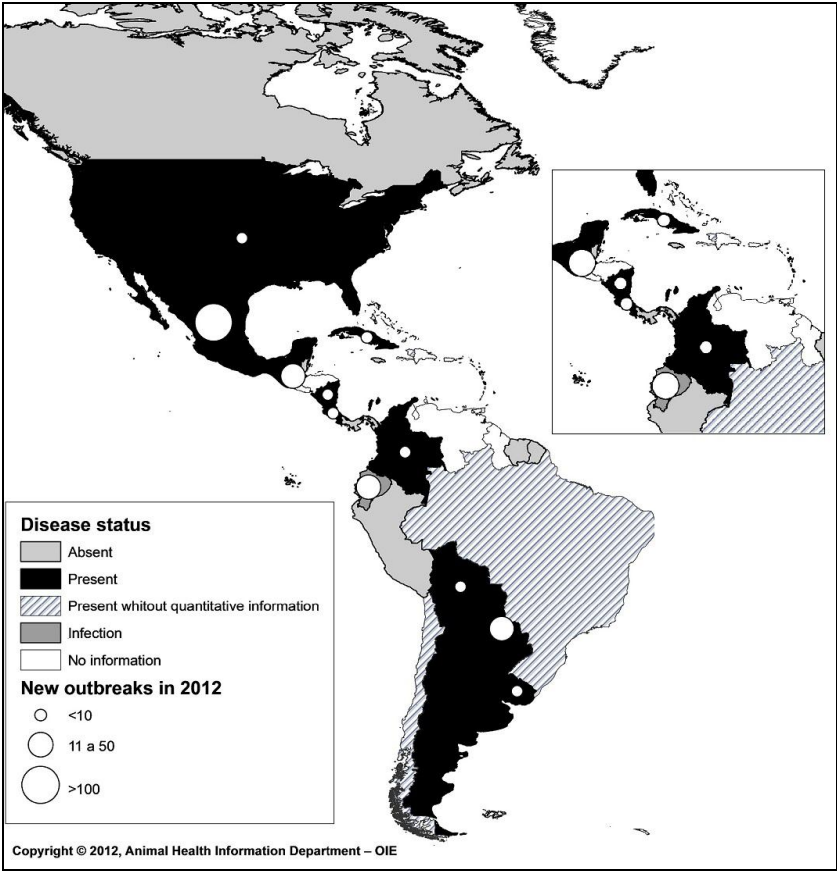 Disease status
Absent
Present
Present whitout quantitative information
Infection
No information
New outbreaks in 2012
<10
11 a 50
>100
Copyright © 2012, Animal Health Information Department – OIE